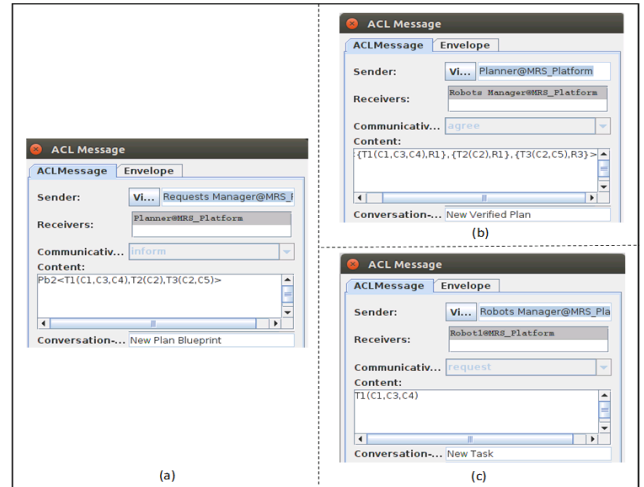 ACL Message
ACLMessage Envelope
Sender: Vi... Requests Manager@MRS_
Receivers: Planner@MRS_Platform
Communicativ... inform
Content:
Pb2<T1(C1,C3,C4),T2(C2),T3(C2,C5)>
Conversation-... New Plan Blueprint
(a)
ACL Message
ACLMessage Envelope
Sender: Vi... Planner@MRS_Platform
Receivers: Robots Manager@MRS_Platform
Communicativ... agree
Content:
{T1(C1,C3,C4),R1},{T2(C2),R1},{T3(C2,C5),R3}>
Conversation-... New Verified Plan
(b)
ACL Message
ACLMessage Envelope
Sender: Vi... Robots Manager@MRS_Pla
Receivers: Robot1@MRS_Platform
Communicativ... request
Content:
T1(C1,C3,C4)
Conversation-... New Task
(c)